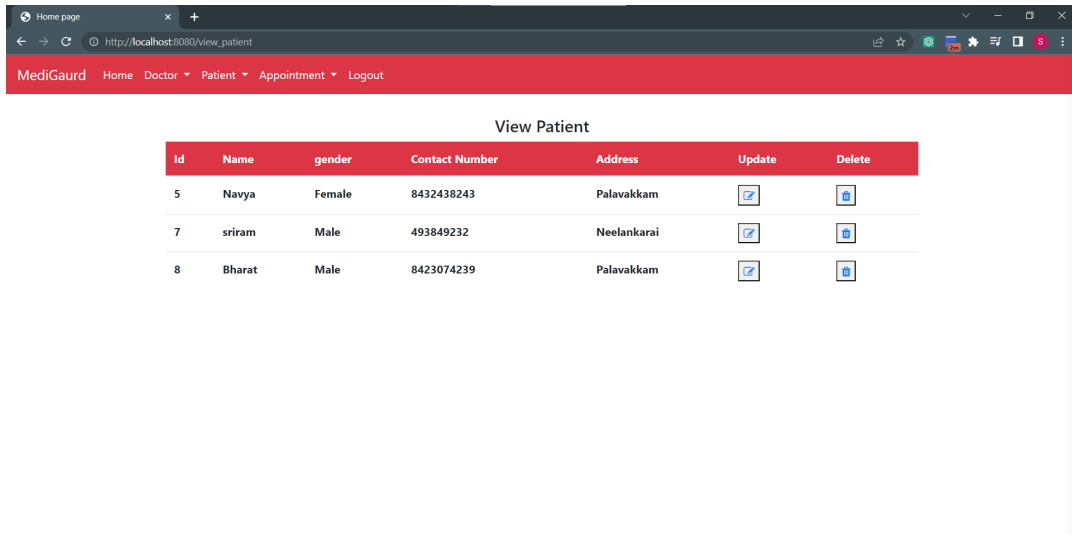 Home page
http://localhost:8080/view_patient
2m
S
MediGaurd Home Doctor Patient Appointment Logout
View Patient
Id Name gender Contact Number Address Update Delete
5 Navya Female 8432438243 Palavakkam
7 sriram Male 493849232 Neelankarai
8 Bharat Male 8423074239 Palavakkam